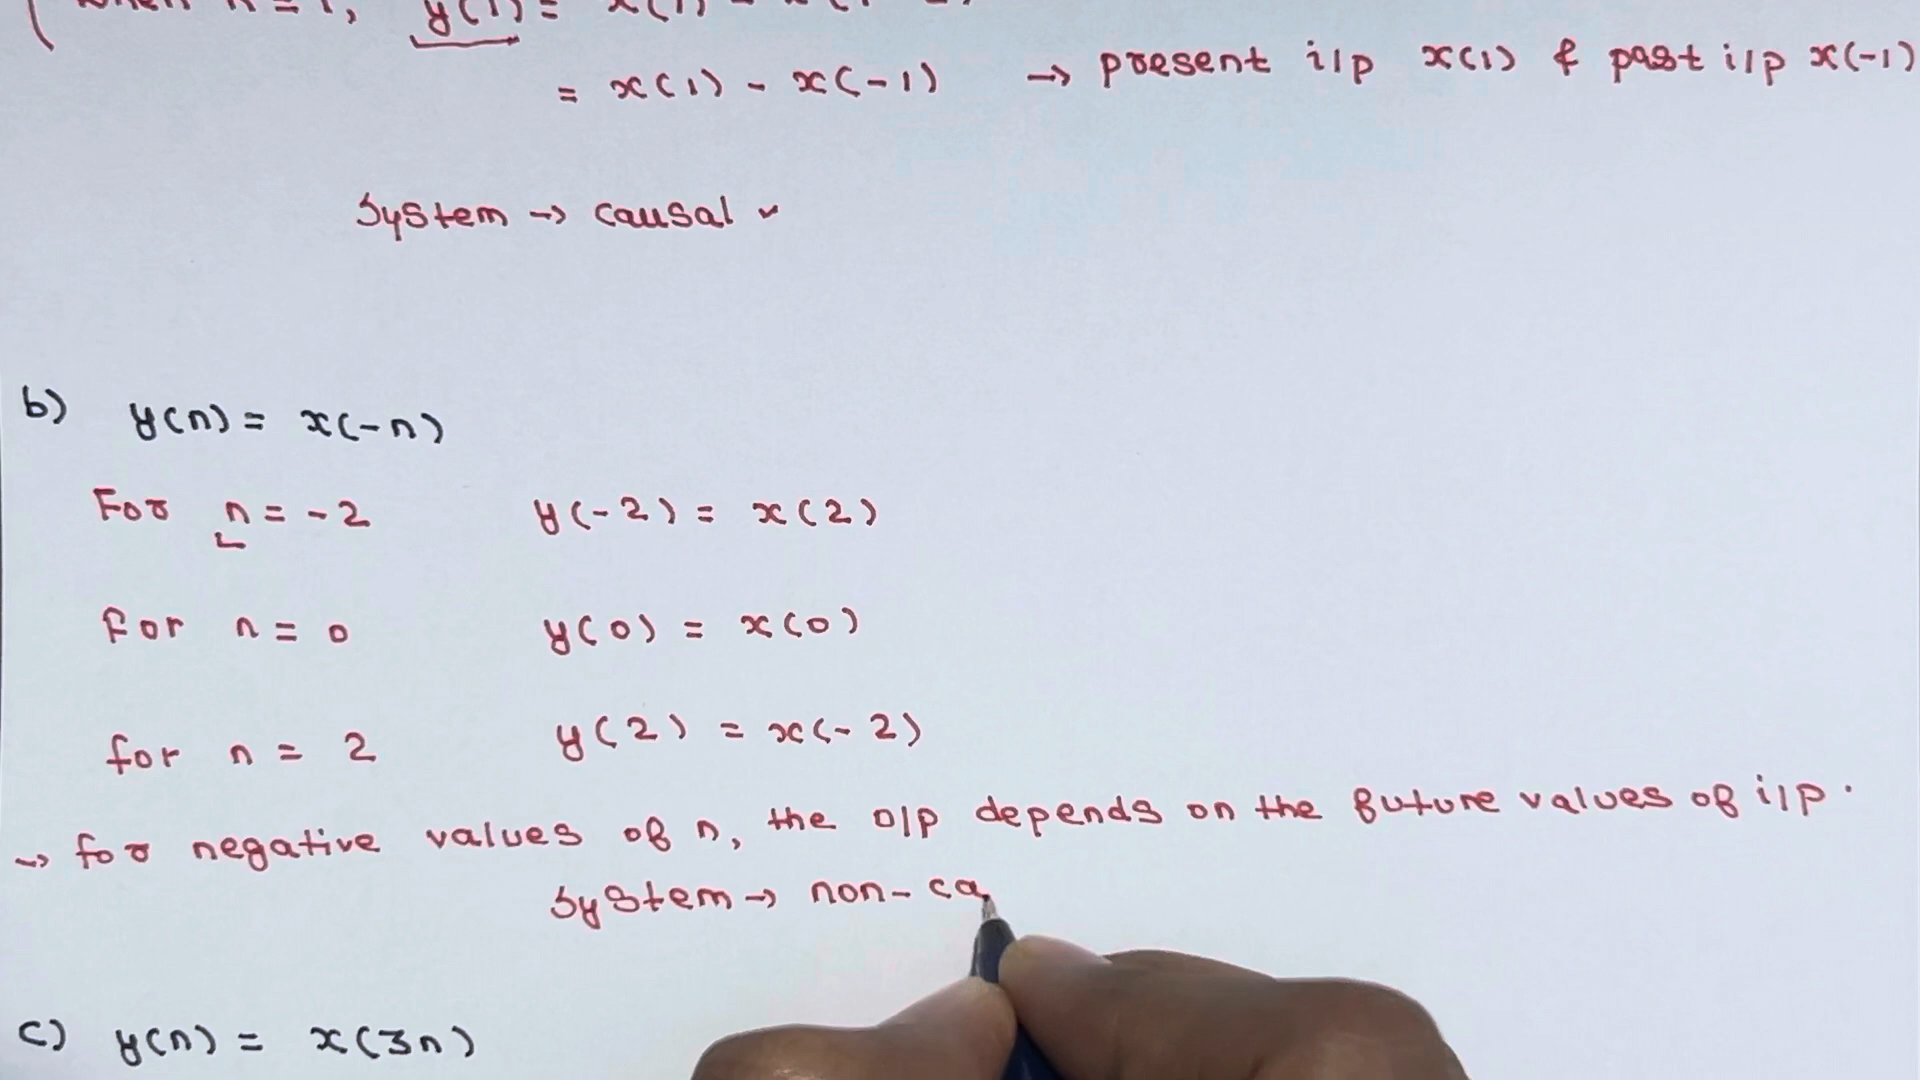 y(1) =
= x(1) - x(-1) → present i/p x(1) & past i/p x(-1)
System → causal ✓
b) y(n) = x(-n)
For n = -2 y(-2) = x(2)
for n = 0 y(0) = x(0)
for n = 2 y(2) = x(-2)
→ for negative values of n, the o/p depends on the future values of i/p.
System → non-ca
c) y(n) = x(3n)